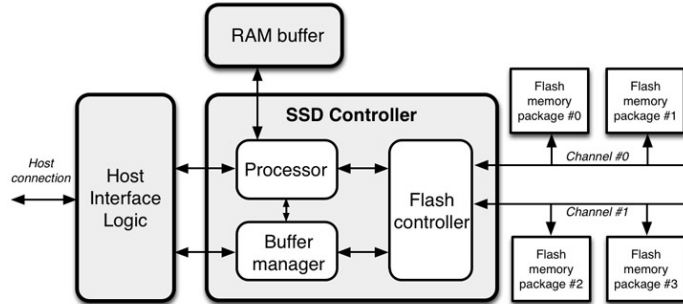 RAM buffer
SSD Controller
Host
connection
Host
Interface
Logic
Processor
Buffer
manager
Flash
controller
Flash
memory
package #0
Flash
memory
package #1
Channel #0
Channel #1
Flash
memory
package #2
Flash
memory
package #3